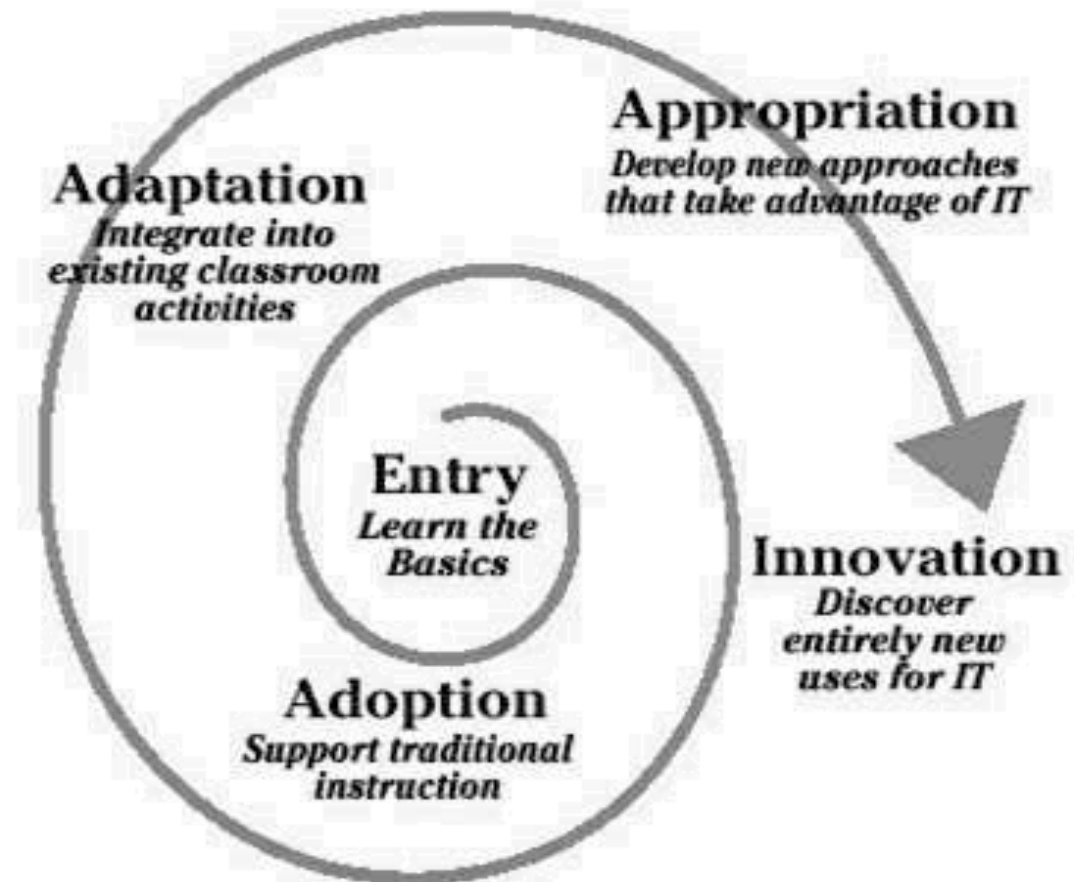 Appropriation
Develop new approaches
that take advantage of IT
Adaptation
Integrate into
existing classroom
activities
Entry
Learn the
Basics
Innovation
Discover
entirely new
uses for IT
Adoption
Support traditional
instruction